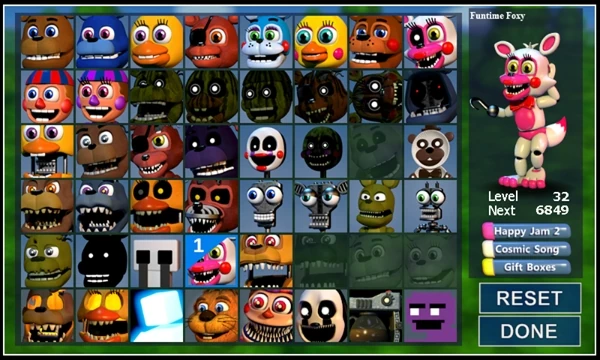 Funtime Foxy
Level 32
Next 6849
Happy Jam 2
Cosmic Song
Gift Boxes
1
RESET
DONE